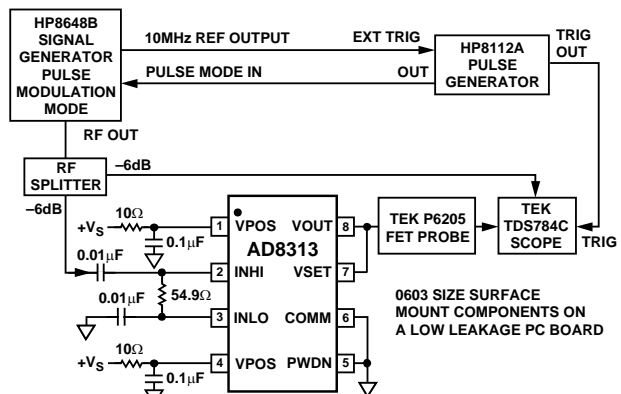 HP8648B
SIGNAL
GENERATOR
PULSE
MODULATION
MODE
10MHz REF OUTPUT
EXT TRIG
PULSE MODE IN
OUT
HP8112A
PULSE
GENERATOR
TRIG
OUT
RF OUT
RF
SPLITTER
–6dB
–6dB
+VS
10Ω
0.1μF
0.01μF
54.9Ω
0.01μF
+VS
10Ω
0.1μF
1
VPOS
2
INHI
3
INLO
4
VPOS
AD8313
VOUT
8
VSET
7
COMM
6
PWDN
5
TEK P6205
FET PROBE
TEK
TDS784C
SCOPE
TRIG
0603 SIZE SURFACE
MOUNT COMPONENTS ON
A LOW LEAKAGE PC BOARD